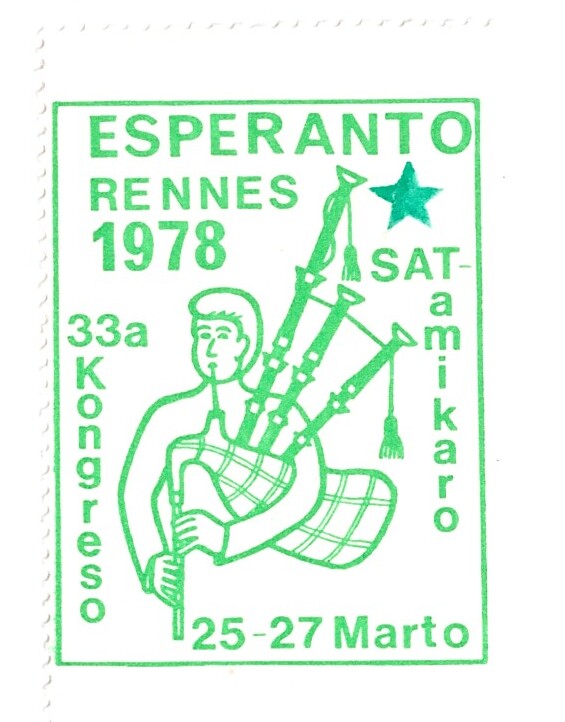 ESPERANTO
RENNES
1978
SAT-amikaro
33a
Kongreso
25-27 Marto